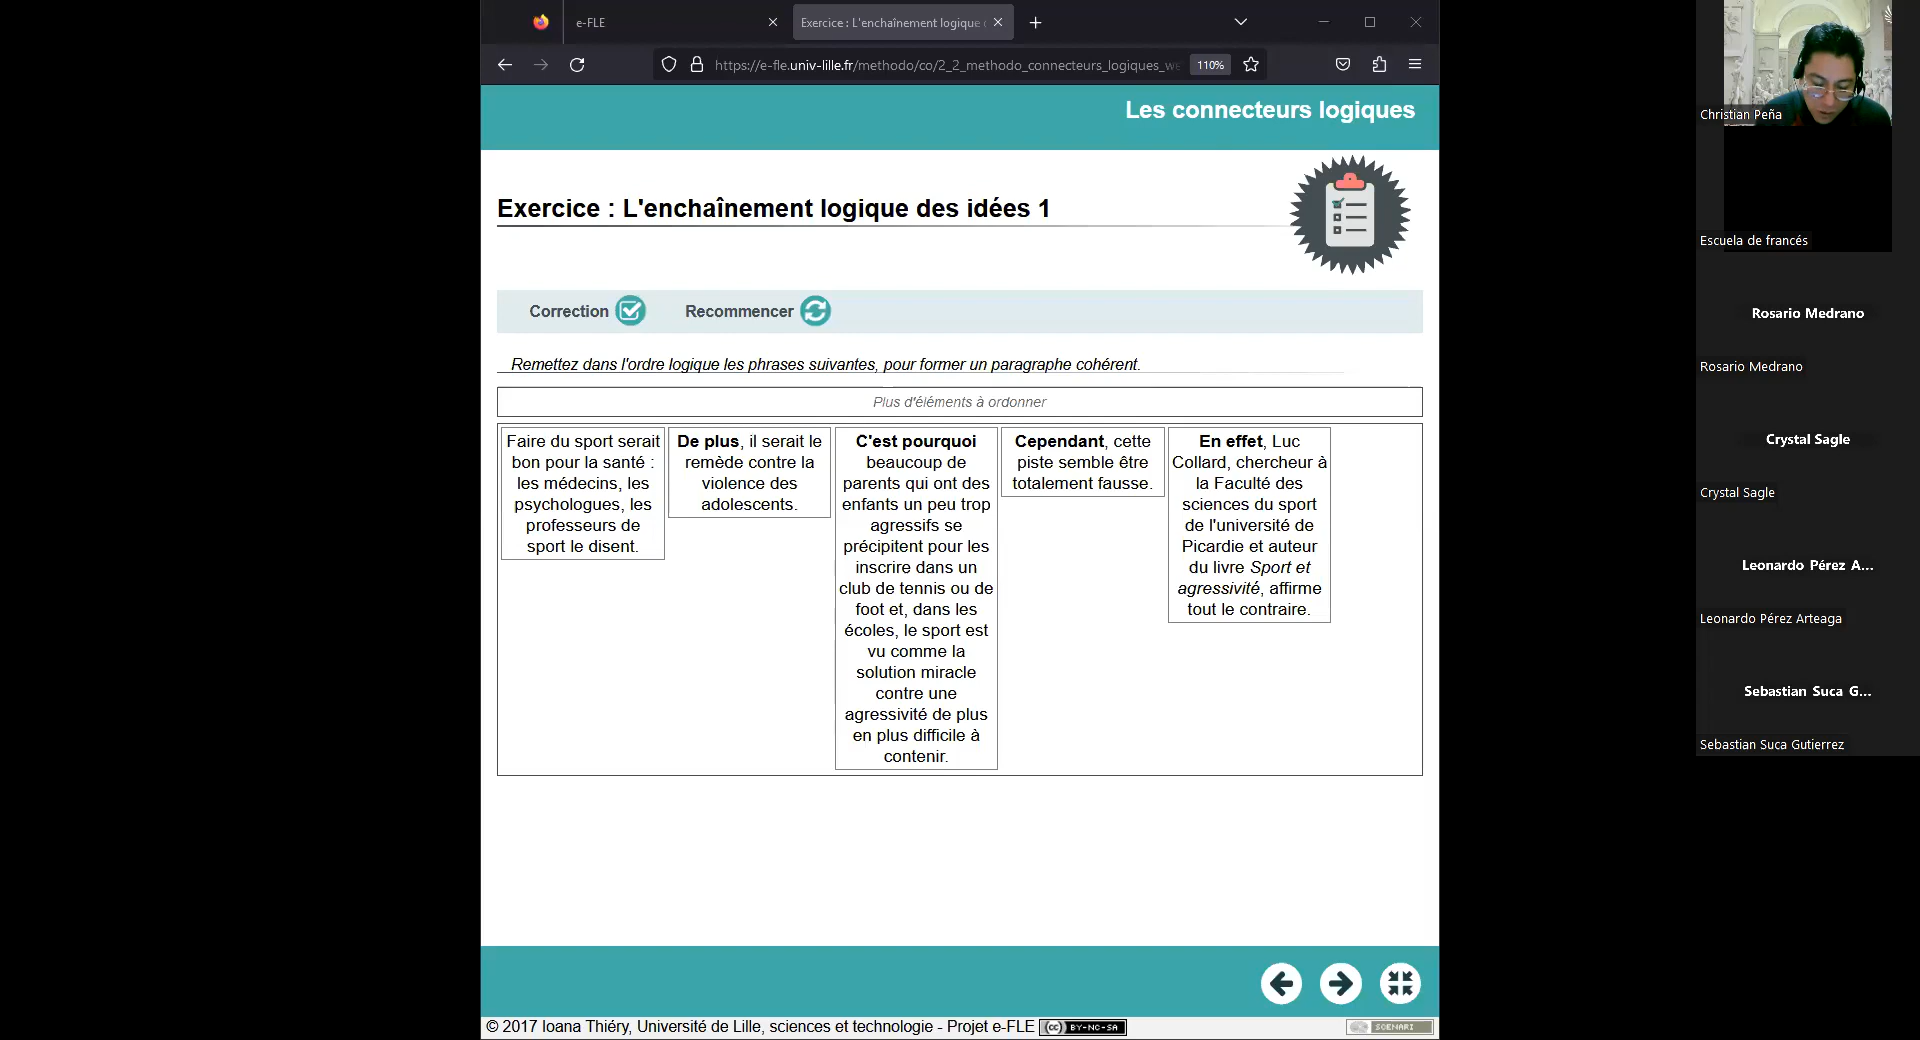 e-FLE
Exercice : L'enchaînement logique
https://e-fle.univ-lille.fr/methodo/co/2_2_methodo_connecteurs_logiques_we
110%
Les connecteurs logiques
Exercice : L'enchaînement logique des idées 1
Correction
Recommencer
Remettez dans l'ordre logique les phrases suivantes, pour former un paragraphe cohérent.
Plus d'éléments à ordonner
Faire du sport serait
bon pour la santé :
les médecins, les
psychologues, les
professeurs de
sport le disent.
De plus, il serait le
remède contre la
violence des
adolescents.
C'est pourquoi
beaucoup de
parents qui ont des
enfants un peu trop
agressifs se
précipitent pour les
inscrire dans un
club de tennis ou de
foot et, dans les
écoles, le sport est
vu comme la
solution miracle
contre une
agressivité de plus
en plus difficile à
contenir.
Cependant, cette
piste semble être
totalement fausse.
En effet, Luc
Collard, chercheur à
la Faculté des
sciences du sport
de l'université de
Picardie et auteur
du livre Sport et
agressivité, affirme
tout le contraire.
© 2017 Ioana Thiéry, Université de Lille, sciences et technologie - Projet e-FLE
cc BY-NC-SA
SCENARI
Christian Peña
Escuela de francés
Rosario Medrano
Rosario Medrano
Crystal Sagle
Crystal Sagle
Leonardo Pérez A...
Leonardo Pérez Arteaga
Sebastian Suca G...
Sebastian Suca Gutierrez